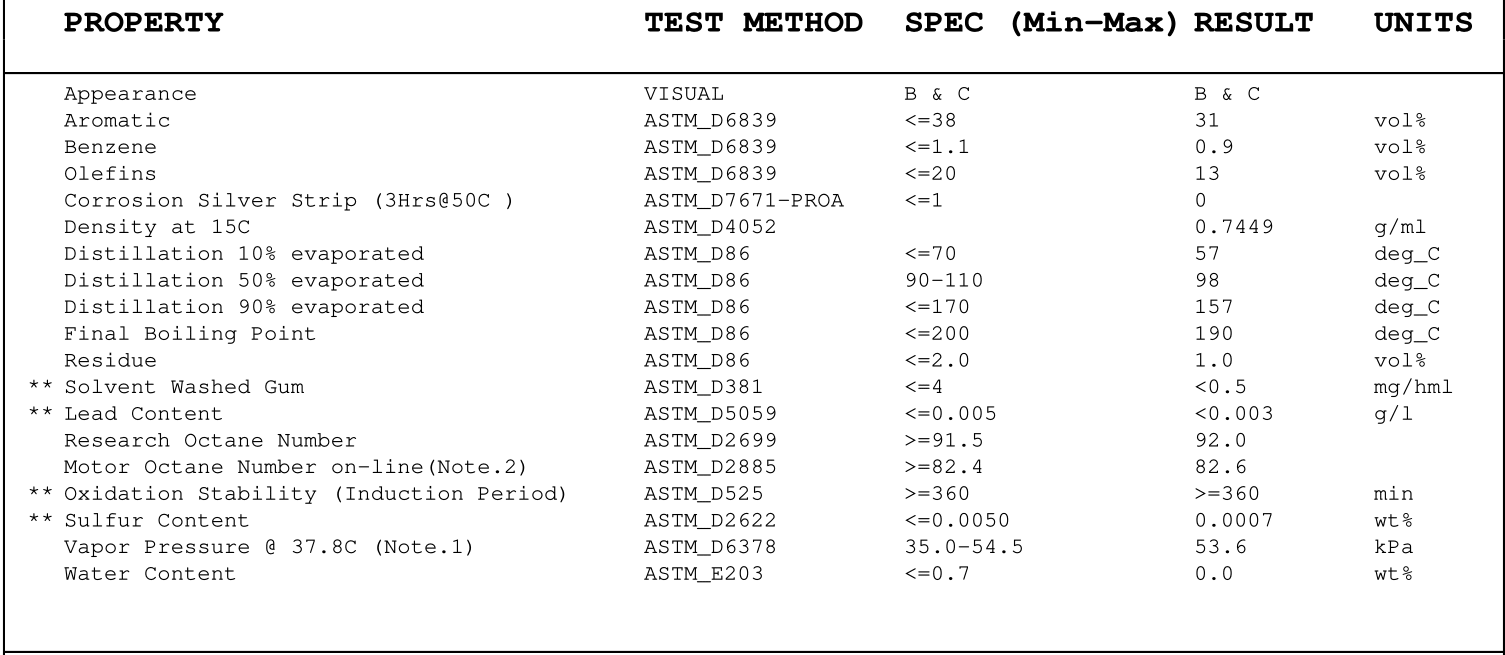 PROPERTY TEST METHOD SPEC (Min-Max) RESULT UNITS
Appearance VISUAL B & C B & C
Aromatic ASTM_D6839 <=38 31 vol%
Benzene ASTM_D6839 <=1.1 0.9 vol%
Olefins ASTM_D6839 <=20 13 vol%
Corrosion Silver Strip (3Hrs@50C ) ASTM_D7671-PROA <=1 0
Density at 15C ASTM_D4052 0.7449 g/ml
Distillation 10% evaporated ASTM_D86 <=70 57 deg_C
Distillation 50% evaporated ASTM_D86 90-110 98 deg_C
Distillation 90% evaporated ASTM_D86 <=170 157 deg_C
Final Boiling Point ASTM_D86 <=200 190 deg_C
Residue ASTM_D86 <=2.0 1.0 vol%
** Solvent Washed Gum ASTM_D381 <=4 <0.5 mg/hml
** Lead Content ASTM_D5059 <=0.005 <0.003 g/l
Research Octane Number ASTM_D2699 >=91.5 92.0
Motor Octane Number on-line(Note.2) ASTM_D2885 >=82.4 82.6
** Oxidation Stability (Induction Period) ASTM_D525 >=360 >=360 min
** Sulfur Content ASTM_D2622 <=0.0050 0.0007 wt%
Vapor Pressure @ 37.8C (Note.1) ASTM_D6378 35.0-54.5 53.6 kPa
Water Content ASTM_E203 <=0.7 0.0 wt%